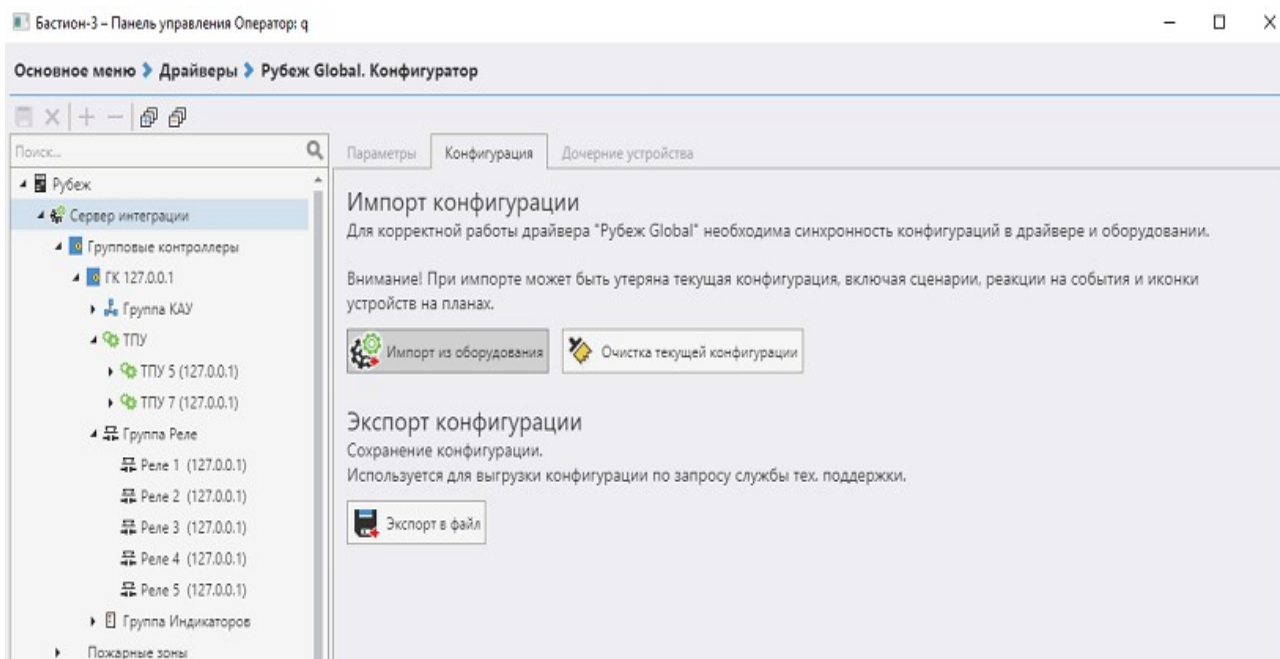 Бастион-3 – Панель управления Оператор: q
Основное меню Драйверы Рубеж Global. Конфигуратор
Поиск...
Рубеж
Сервер интеграции
Групповые контроллеры
ГК 127.0.0.1
Группа КАУ
ТПУ
ТПУ 5 (127.0.0.1)
ТПУ 7 (127.0.0.1)
Группа Реле
Реле 1 (127.0.0.1)
Реле 2 (127.0.0.1)
Реле 3 (127.0.0.1)
Реле 4 (127.0.0.1)
Реле 5 (127.0.0.1)
Группа Индикаторов
Пожарные зоны
Параметры Конфигурация Дочерние устройства
Импорт конфигурации
Для корректной работы драйвера "Рубеж Global" необходима синхронность конфигураций в драйвере и оборудовании.
Внимание! При импорте может быть утеряна текущая конфигурация, включая сценарии, реакции на события и иконки
устройств на планах.
Импорт из оборудования Очистка текущей конфигурации
Экспорт конфигурации
Сохранение конфигурации.
Используется для выгрузки конфигурации по запросу службы тех. поддержки.
Экспорт в файл